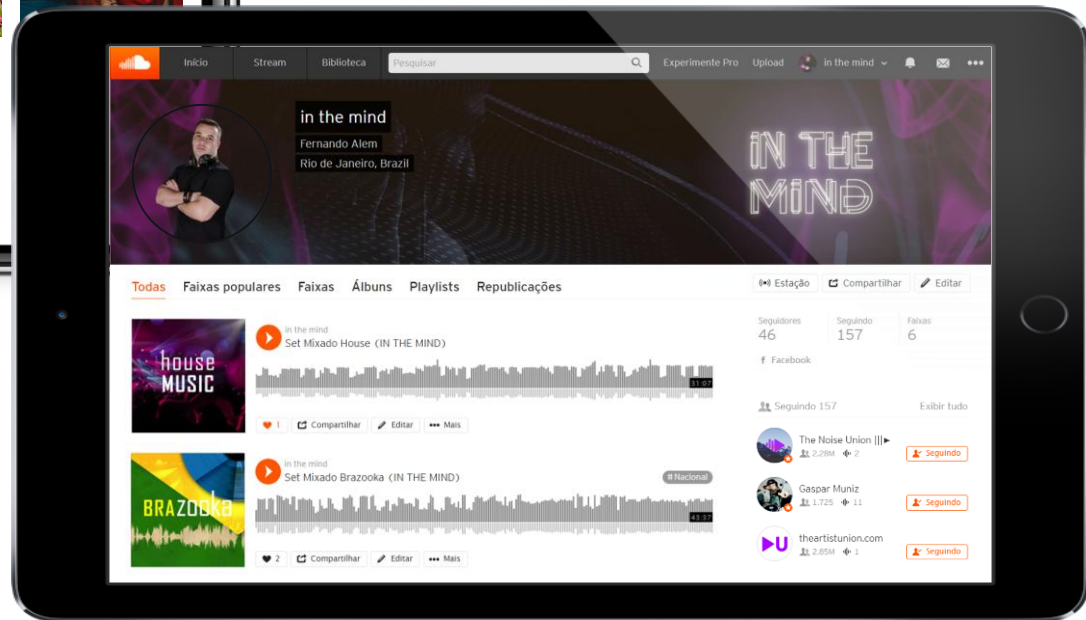 Início Stream Biblioteca Pesquisar Experimente Pro Upload in the mind
in the mind
Fernando Alem
Rio de Janeiro, Brazil
IN THE
MIND
Todas Faixas populares Faixas Álbuns Playlists Republicações
Estação Compartilhar Editar
Seguidores Seguindo Faixas
46 157 6
Facebook
house
MUSIC
in the mind
Set Mixado House (IN THE MIND)
31:07
1 Compartilhar Editar Mais
BRAZOOKA
in the mind
Set Mixado Brazooka (IN THE MIND)
#Nacional
43:37
2 Compartilhar Editar Mais
Seguindo 157 Exibir tudo
The Noise Union |||►
2.28M 2
Seguindo
Gaspar Muniz
1.725 11
Seguindo
theartistunion.com
2.85M 1
Seguindo